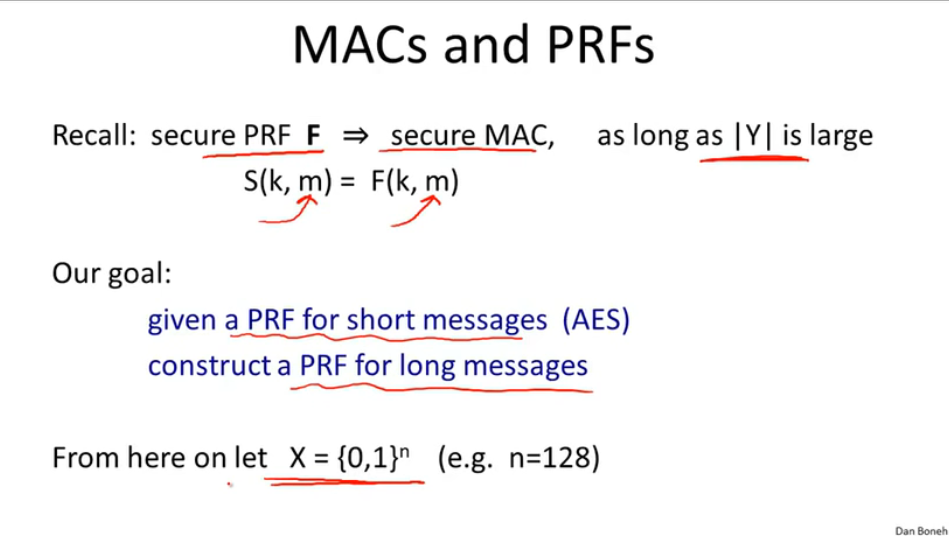 MACs and PRFs
Recall: secure PRF F ⇒ secure MAC, as long as |Y| is large
S(k, m) = F(k, m)
Our goal:
given a PRF for short messages (AES)
construct a PRF for long messages
From here on let X = {0,1}ⁿ (e.g. n=128)
Dan Boneh